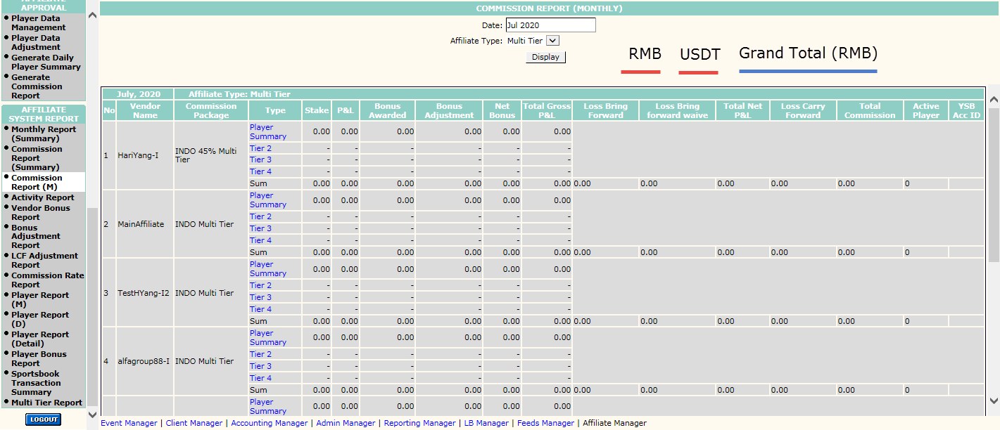 AFFILIATE
APPROVAL
Player Data
Management
Player Data
Adjustment
Generate Daily
Player Summary
Generate
Commission
Report
AFFILIATE
SYSTEM REPORT
Monthly Report
(Summary)
Commission
Report
(Summary)
Commission
Report (M)
Activity Report
Vendor Bonus
Report
Bonus
Adjustment
Report
LCF Adjustment
Report
Commission Rate
Report
Player Report
(M)
Player Report
(D)
Player Report
(Detail)
Player Bonus
Report
Sportsbook
Transaction
Summary
Multi Tier Report
LOGOUT
COMMISSION REPORT (MONTHLY)
Date: Jul 2020
Affiliate Type: Multi Tier
Display
RMB USDT Grand Total (RMB)
July, 2020 Affiliate Type: Multi Tier
No Vendor Name Commission Package Type Stake P&L Bonus Awarded Bonus Adjustment Net Bonus Total Gross P&L Loss Bring Forward Loss Bring forward waive Total Net P&L Loss Carry Forward Total Commission Active Player YSB Acc ID
1 HariYang-I INDO 45% Multi Tier
Player Summary 0.00 0.00 0.00 0.00 0.00 0.00
Tier 2 - - - - - -
Tier 3 - - - - - -
Tier 4 - - - - - -
Sum 0.00 0.00 0.00 0.00 0.00 0.00 0.00 0.00 0.00 0.00 0.00 0
2 MainAffiliate INDO Multi Tier
Player Summary 0.00 0.00 0.00 0.00 0.00 0.00
Tier 2 - - - - - -
Tier 3 - - - - - -
Tier 4 - - - - - -
Sum 0.00 0.00 0.00 0.00 0.00 0.00 0.00 0.00 0.00 0.00 0.00 0
3 TestHYang-I2 INDO Multi Tier
Player Summary 0.00 0.00 0.00 0.00 0.00 0.00
Tier 2 - - - - - -
Tier 3 - - - - - -
Tier 4 - - - - - -
Sum 0.00 0.00 0.00 0.00 0.00 0.00 0.00 0.00 0.00 0.00 0.00 0
4 alfagroup88-I INDO Multi Tier
Player Summary 0.00 0.00 0.00 0.00 0.00 0.00
Tier 2 - - - - - -
Tier 3 - - - - - -
Tier 4 - - - - - -
Sum 0.00 0.00 0.00 0.00 0.00 0.00 0.00 0.00 0.00 0.00 0.00 0
Player Summary 0.00 0.00 0.00 0.00 0.00 0.00
Event Manager | Client Manager | Accounting Manager | Admin Manager | Reporting Manager | LB Manager | Feeds Manager | Affiliate Manager